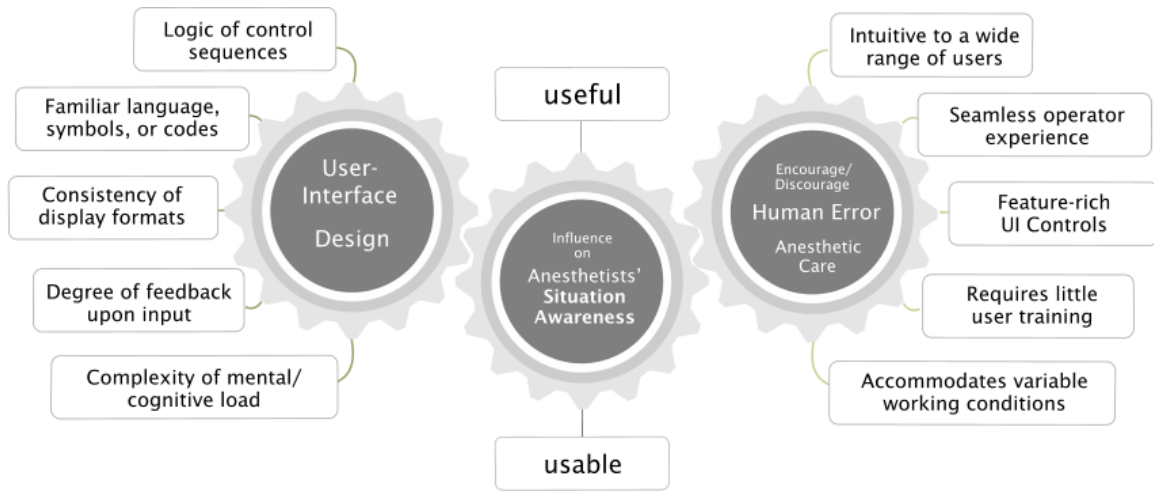 Logic of control
sequences
Familiar language,
symbols, or codes
Consistency of
display formats
Degree of feedback
upon input
Complexity of mental/
cognitive load
User-
Interface
Design
useful
Influence
on
Anesthetists'
Situation
Awareness
usable
Encourage/
Discourage
Human Error
Anesthetic
Care
Intuitive to a wide
range of users
Seamless operator
experience
Feature-rich
UI Controls
Requires little
user training
Accommodates variable
working conditions